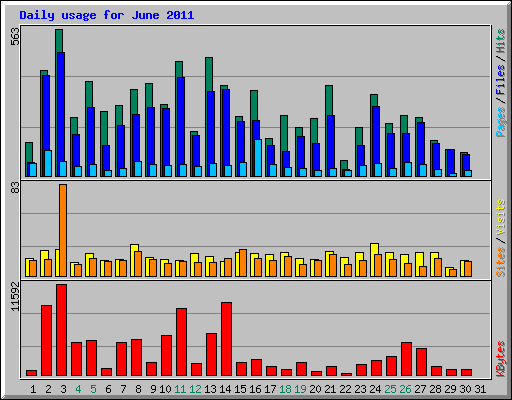 Daily usage for June 2011
563
Pages / Files / Hits
83
Sites / Visits
11592
KBytes
1 2 3 4 5 6 7 8 9 10 11 12 13 14 15 16 17 18 19 20 21 22 23 24 25 26 27 28 29 30 31